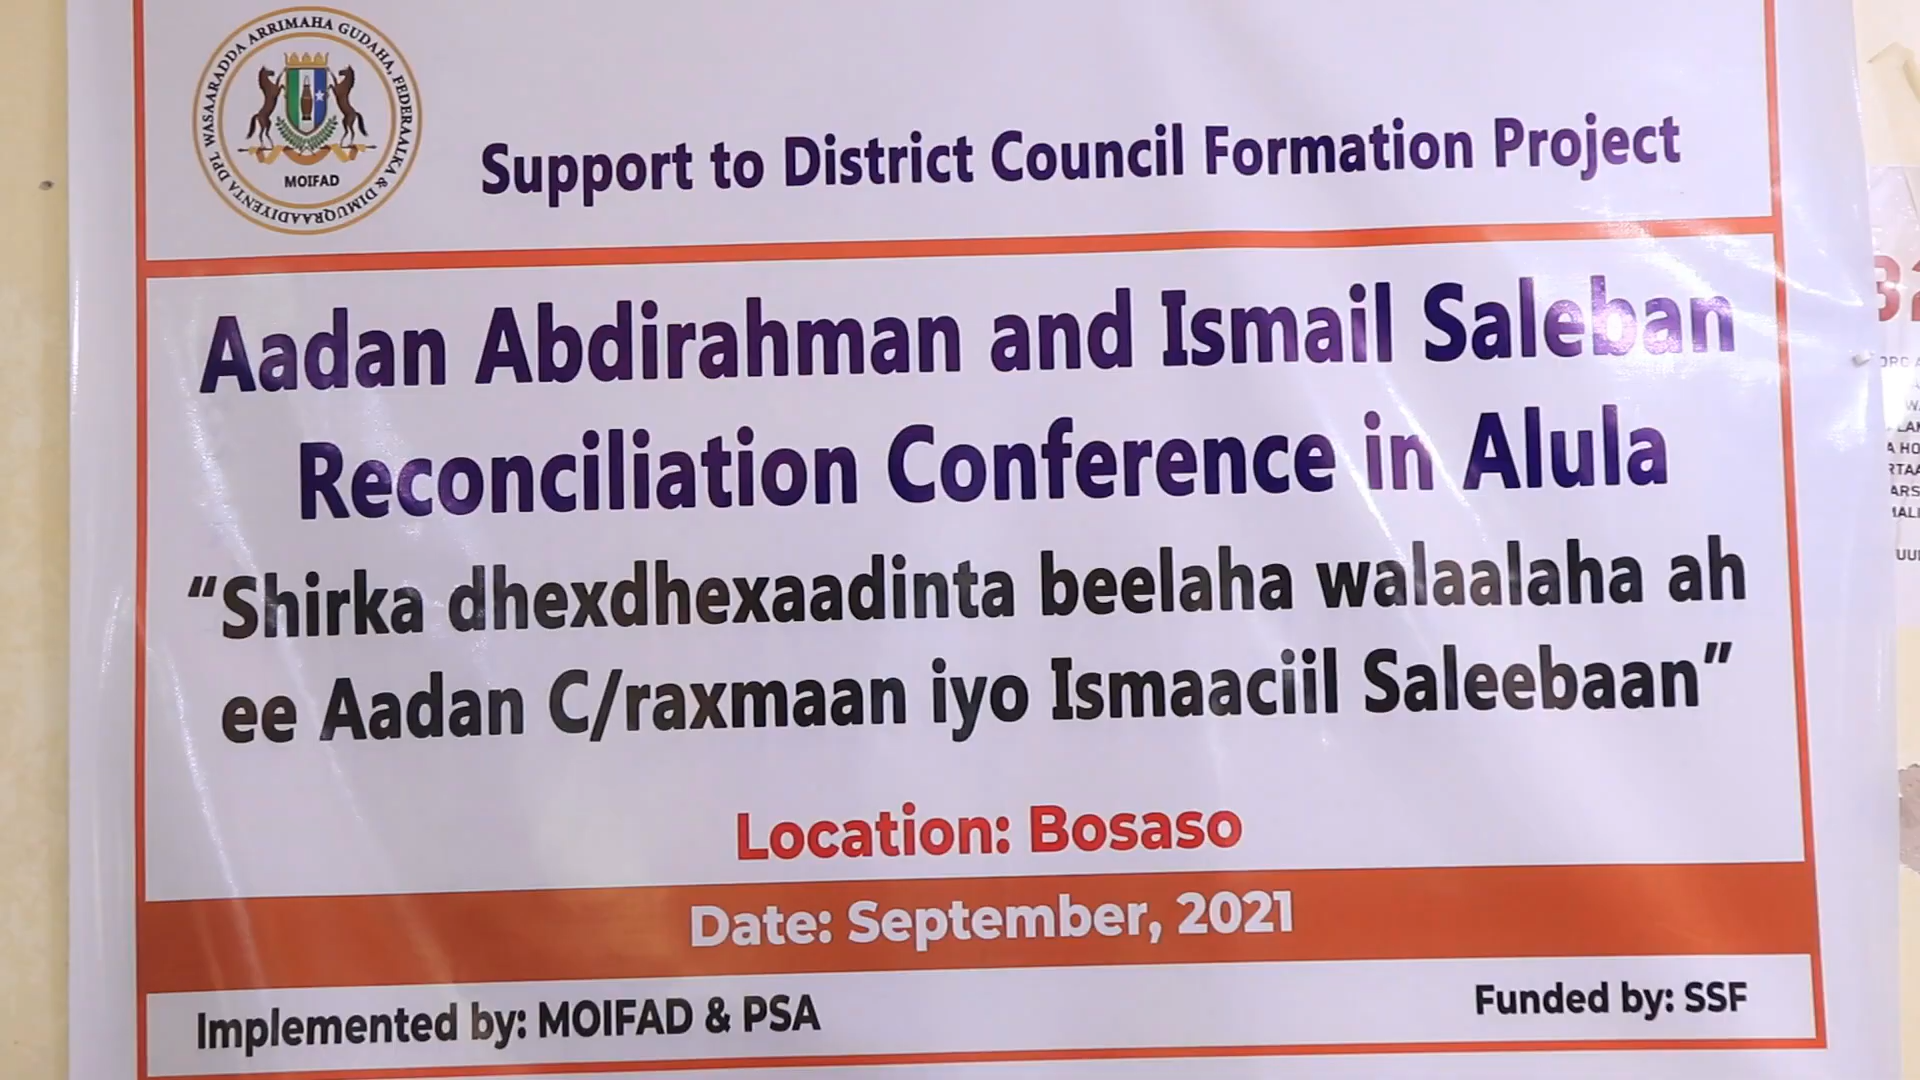 WASAARADDA ARRIMAHA GUDAHA, FEDERAALKA & DIMUQRAADIYENTA DPL
MOIFAD
Support to District Council Formation Project
Aadan Abdirahman and Ismail Saleban
Reconciliation Conference in Alula
“Shirka dhexdhexaadinta beelaha walaalaha ah
ee Aadan C/raxmaan iyo Ismaaciil Saleebaan”
Location: Bosaso
Date: September, 2021
Implemented by: MOIFAD & PSA
Funded by: SSF